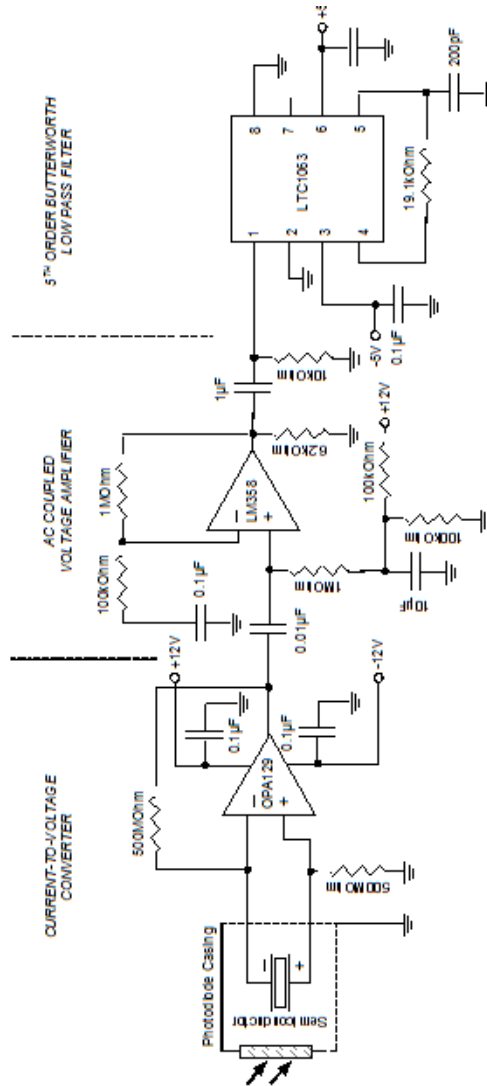 CURRENT-TO-VOLTAGE
CONVERTER
AC COUPLED
VOLTAGE AMPLIFIER
5TH ORDER BUTTERWORTH
LOW PASS FILTER
Photodiode Casing
Semiconductor
−
+
500MOhm
500MOhm
−
+
OPA129
+12V
0.1µF
0.1µF
-12V
0.01µF
100kOhm
0.1µF
1MOhm
−
+
LM358
1MOhm
10µF
100kOhm
100kOhm
+12V
6.2kOhm
1µF
10kOhm
1
2
3
4
LTC1063
8
7
6
5
-5V
0.1µF
19.1kOhm
200pF